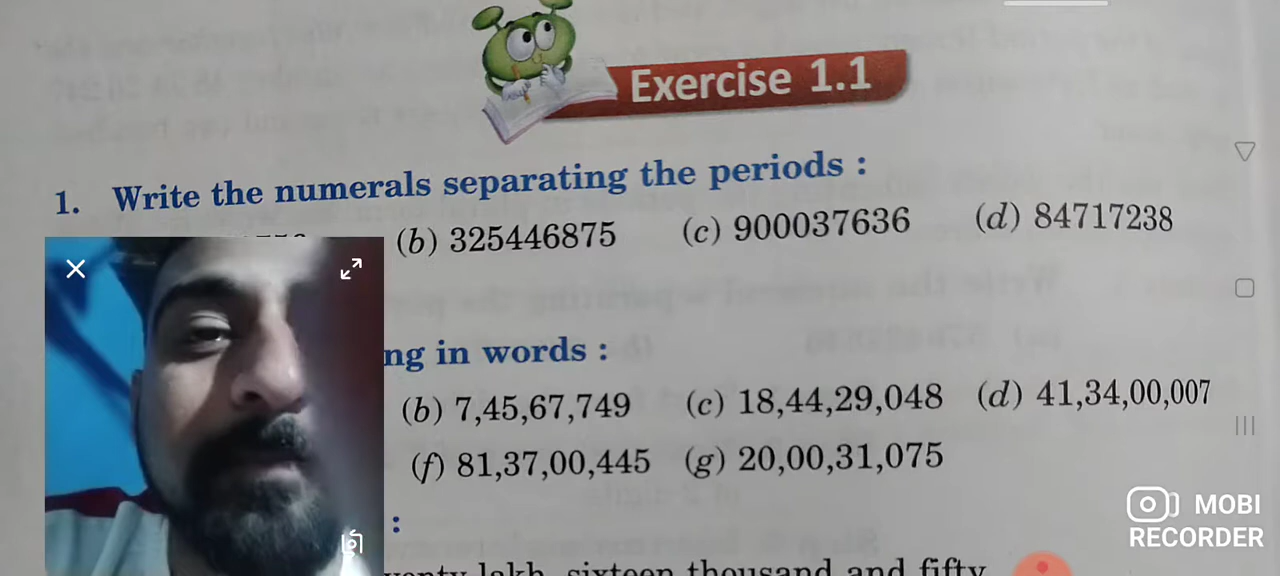 Exercise 1.1
1. Write the numerals separating the periods :
(b) 325446875 (c) 900037636 (d) 84717238
ng in words :
(b) 7,45,67,749 (c) 18,44,29,048 (d) 41,34,00,007
(f) 81,37,00,445 (g) 20,00,31,075
:
lakh, sixteen thousand and fifty
MOBI
RECORDER